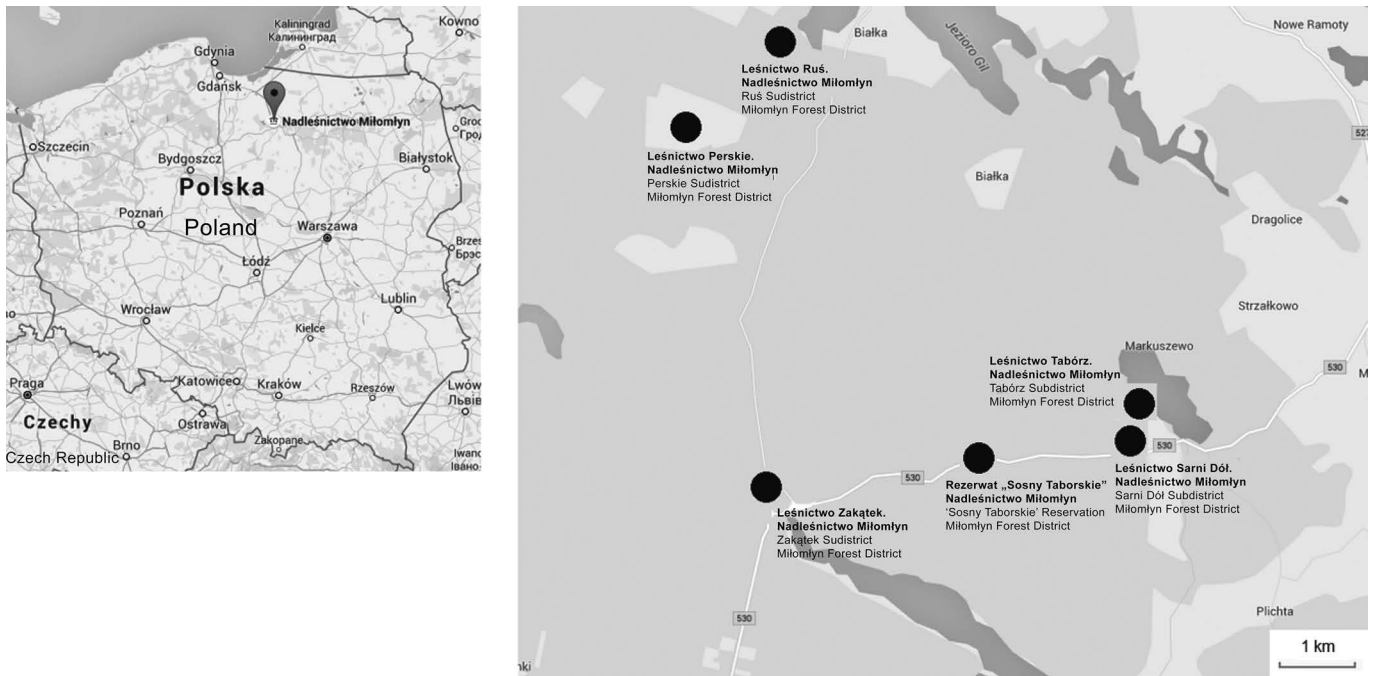 Kaliningrad
Калининград
Kowno
Gdynia
Gdańsk
Nadleśnictwo Miłomłyn
Szczecin
Bydgoszcz
Białystok
Polska
Poznań
Poland
Warszawa
Łódź
Wrocław
Lublin
Kielce
Praga
Katowice
Kraków
Rzeszów
Lwów
Львів
Czechy
Ostrawa
Zakopane
Brno
Czech Republic
Białka
Jezioro Gil
Nowe Ramoty
527
Leśnictwo Ruś.
Nadleśnictwo Miłomłyn
Ruś Sudistrict
Miłomłyn Forest District
Leśnictwo Perskie.
Nadleśnictwo Miłomłyn
Perskie Sudistrict
Miłomłyn Forest District
Białka
Dragolice
Strzałkowo
Markuszewo
Leśnictwo Tabórz.
Nadleśnictwo Miłomłyn
Tabórz Subdistrict
Miłomłyn Forest District
530
530
530
Leśnictwo Sarni Dół.
Nadleśnictwo Miłomłyn
Sarni Dół Subdistrict
Miłomłyn Forest District
Rezerwat „Sosny Taborskie”
Nadleśnictwo Miłomłyn
‘Sosny Taborskie’ Reservation
Miłomłyn Forest District
Leśnictwo Zakątek.
Nadleśnictwo Miłomłyn
Zakątek Sudistrict
Miłomłyn Forest District
530
Plichta
1 km